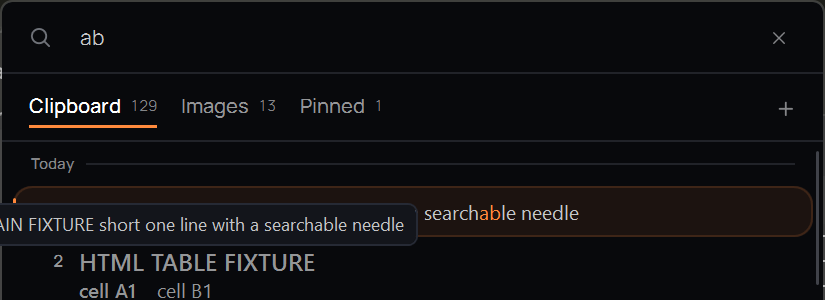 ab
Clipboard 129 Images 13 Pinned 1
Today
searchable needle
FIXTURE short one line with a searchable needle
2 HTML TABLE FIXTURE
cell A1 cell B1